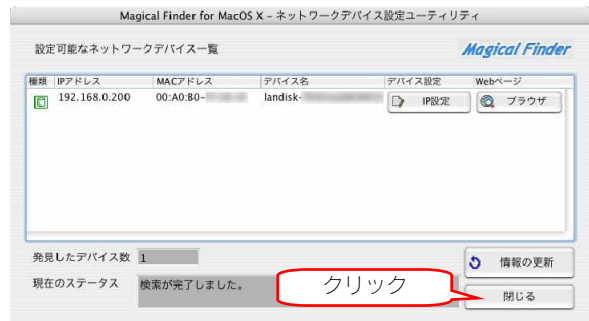 Magical Finder for MacOS X – ネットワークデバイス設定ユーティリティ
設定可能なネットワークデバイス一覧
Magical Finder
種類 IPアドレス MACアドレス デバイス名 デバイス設定 Webページ
192.168.0.200 00:A0:B0- landisk- IP設定 ブラウザ
発見したデバイス数 1
情報の更新
現在のステータス 検索が完了しました。
クリック
閉じる